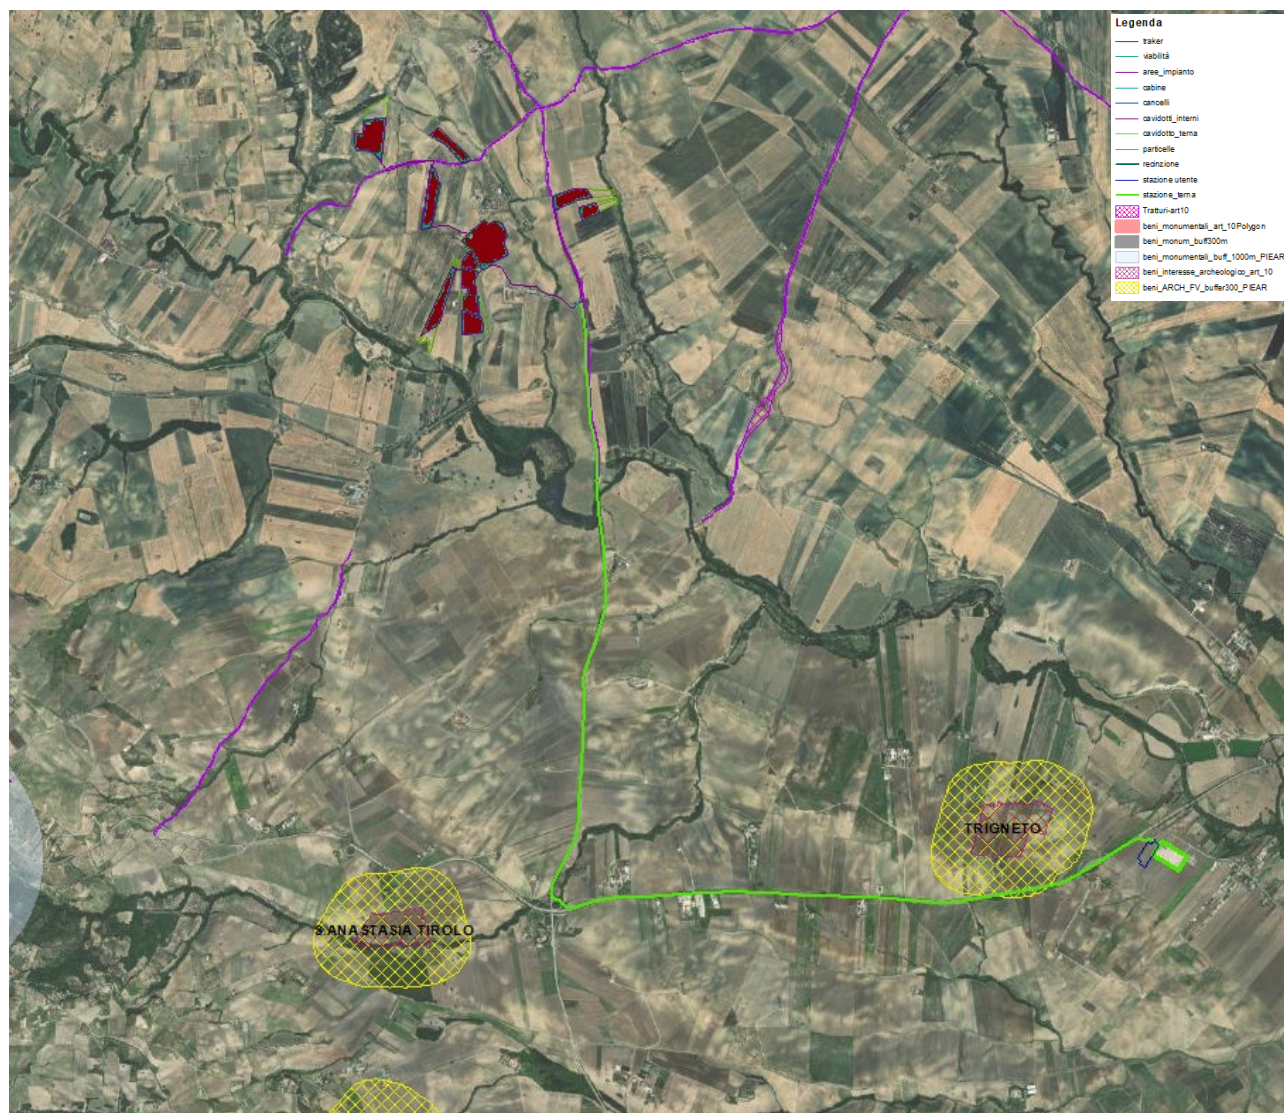 Legenda
traker
viabilità
aree_impianto
cabine
cancelli
cavidotti_interni
cavidotto_terna
particelle
recinzione
stazione utente
stazione_terna
Tratturi-art10
beni_monumentali_art_10Polygon
beni_monum_buff300m
beni_monumentali_buff_1000m_PIEAR
beni_interesse_archeologico_art_10
beni_ARCH_FV_buffer300_PIEAR
TRIGNETO
S.ANASTASIA TIROLO